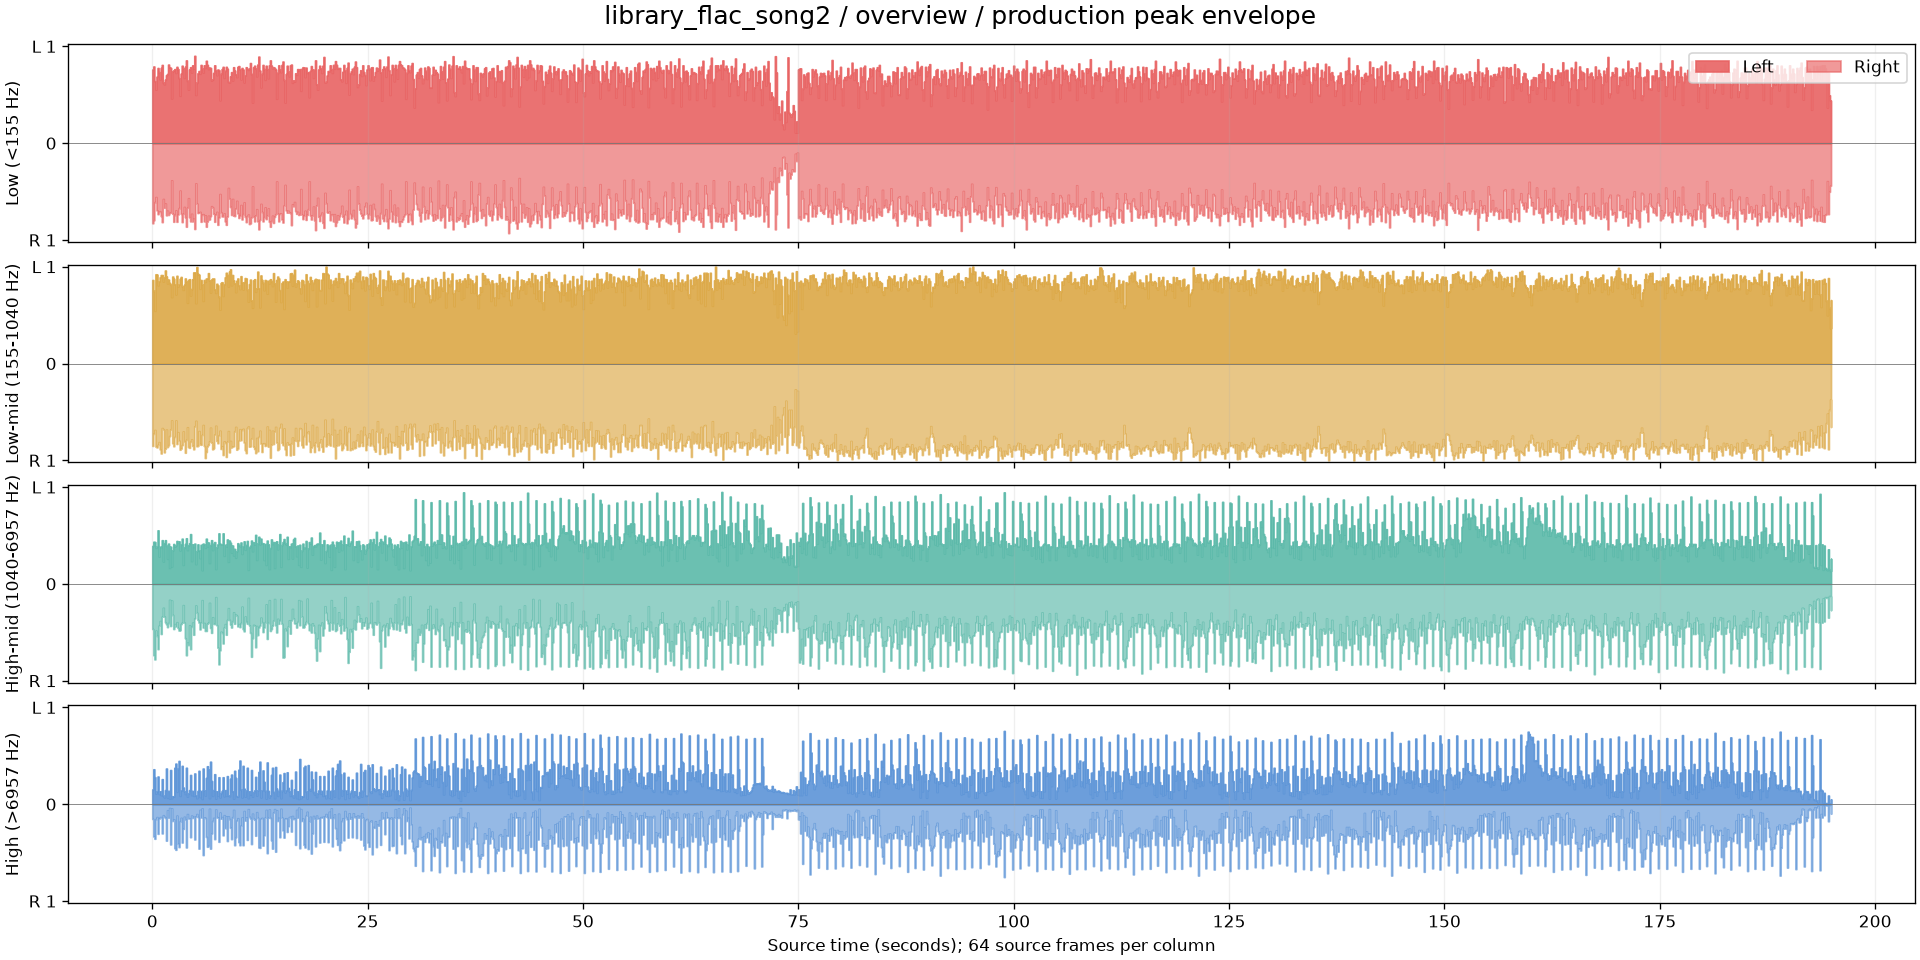 library_flac_song2 / overview / production peak envelope
L 1
0
R 1
Low (<155 Hz)
Left
Right
L 1
0
R 1
Low-mid (155-1040 Hz)
L 1
0
R 1
High-mid (1040-6957 Hz)
L 1
0
R 1
High (>6957 Hz)
0 25 50 75 100 125 150 175 200
Source time (seconds); 64 source frames per column